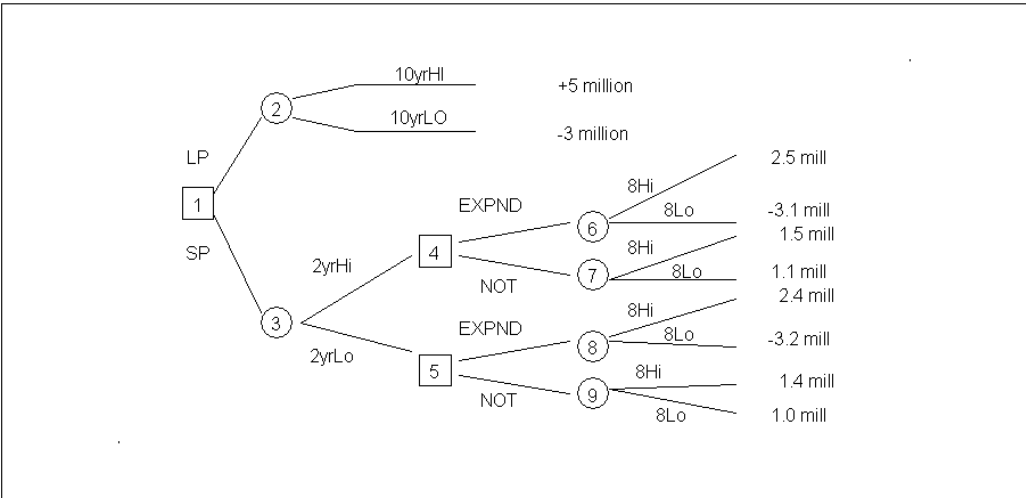 10yrHI
+5 million
2
10yrLO
-3 million
LP
1
SP
2yrHi
3
2yrLo
EXPND
4
NOT
EXPND
5
NOT
8Hi
2.5 mill
6
8Lo
-3.1 mill
8Hi
1.5 mill
7
8Lo
1.1 mill
8Hi
2.4 mill
8
8Lo
-3.2 mill
8Hi
1.4 mill
9
8Lo
1.0 mill